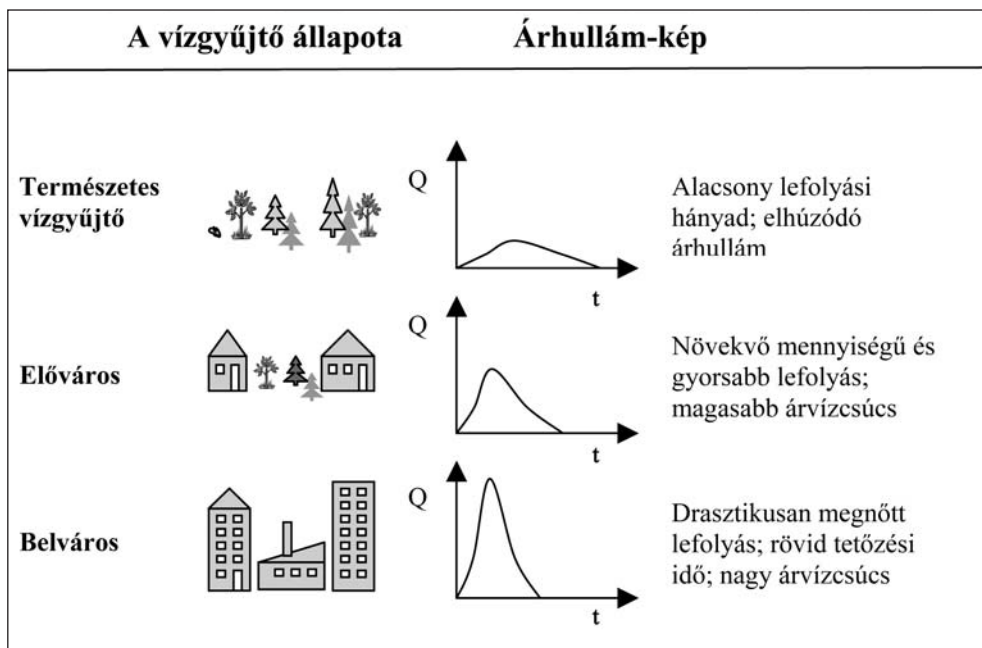 A vízgyűjtő állapota
Árhullám-kép
Természetes
vízgyűjtő
Q
t
Alacsony lefolyási
hányad; elhúzódó
árhullám
Előváros
Q
t
Növekvő mennyiségű és
gyorsabb lefolyás;
magasabb árvízcsúcs
Belváros
Q
t
Drasztikusan megnőtt
lefolyás; rövid tetőzési
idő; nagy árvízcsúcs